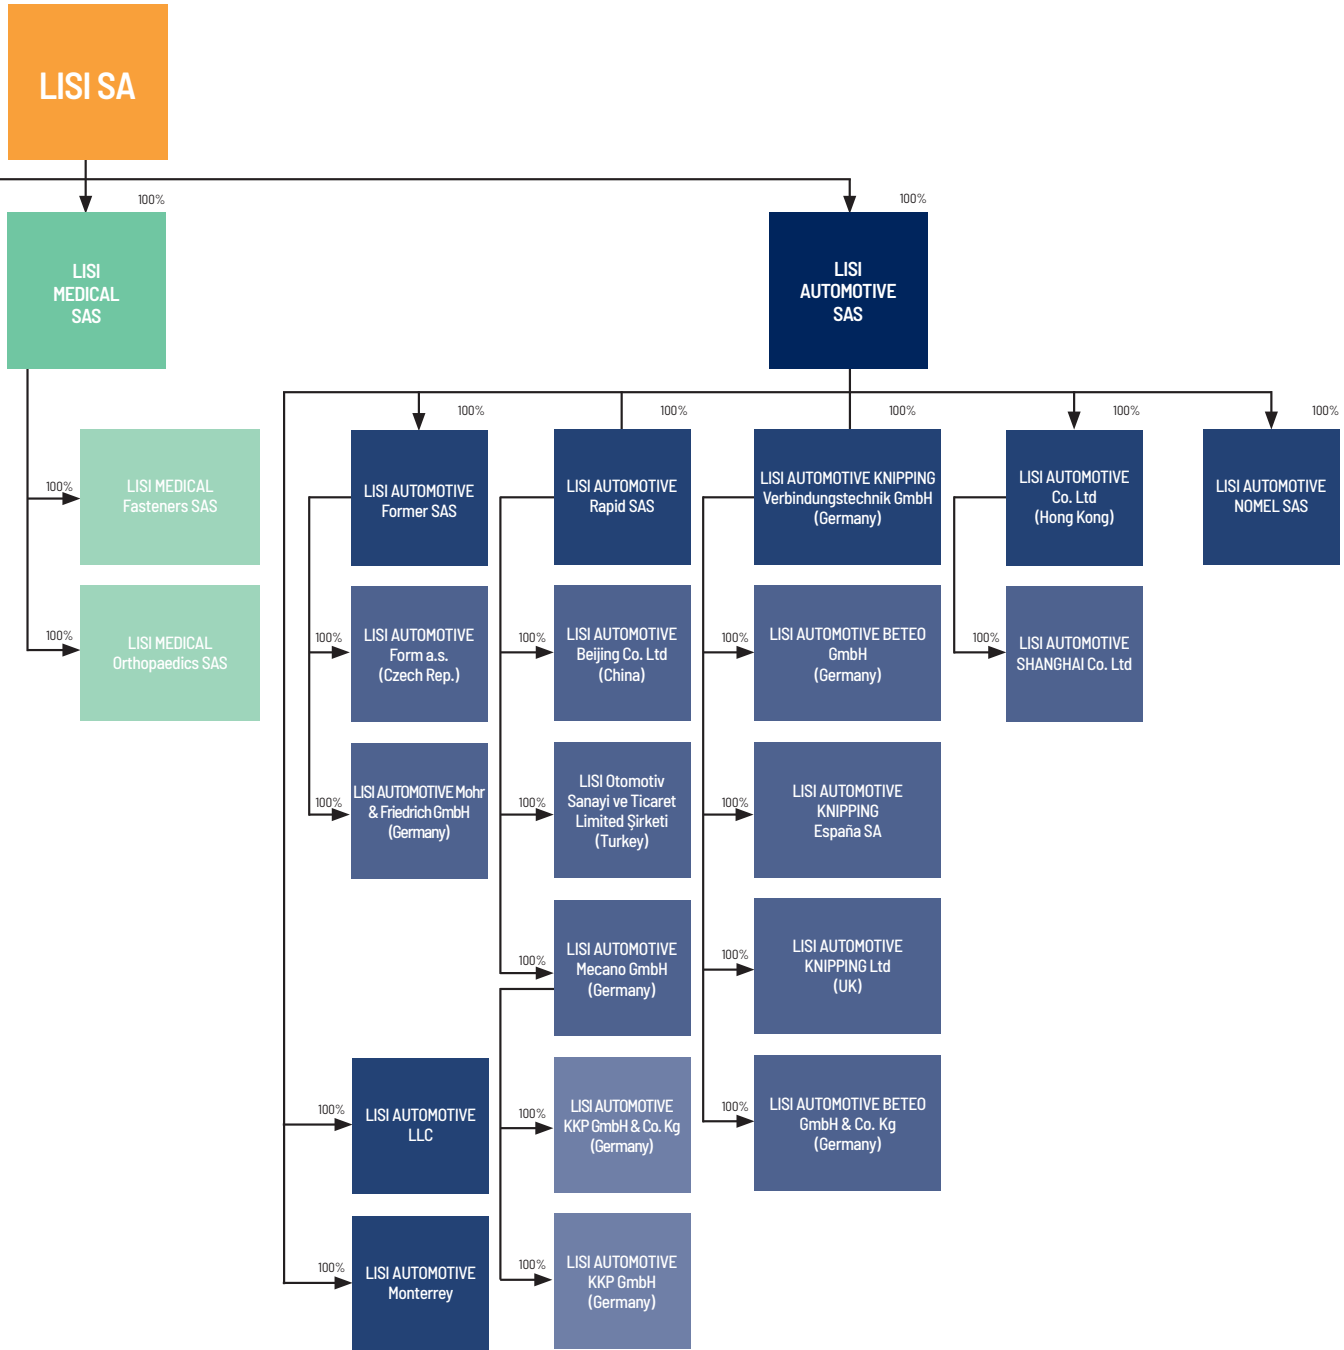 LISI SA
100%
100%
LISI
MEDICAL
SAS
LISI
AUTOMOTIVE
SAS
100%
100%
100%
100%
100%
100%
LISI MEDICAL
Fasteners SAS
LISI AUTOMOTIVE
Former SAS
LISI AUTOMOTIVE
Rapid SAS
LISI AUTOMOTIVE KNIPPING
Verbindungstechnik GmbH
(Germany)
LISI AUTOMOTIVE
Co. Ltd
(Hong Kong)
LISI AUTOMOTIVE
NOMEL SAS
100%
LISI MEDICAL
Orthopaedics SAS
100%
LISI AUTOMOTIVE
Form a.s.
(Czech Rep.)
100%
LISI AUTOMOTIVE
Beijing Co. Ltd
(China)
100%
LISI AUTOMOTIVE BETEO
GmbH
(Germany)
100%
LISI AUTOMOTIVE
SHANGHAI Co. Ltd
100%
LISI AUTOMOTIVE Mohr
& Friedrich GmbH
(Germany)
100%
LISI Otomotiv
Sanayi ve Ticaret
Limited Şirketi
(Turkey)
100%
LISI AUTOMOTIVE
KNIPPING
España SA
100%
LISI AUTOMOTIVE
Mecano GmbH
(Germany)
100%
LISI AUTOMOTIVE
KNIPPING Ltd
(UK)
100%
LISI AUTOMOTIVE
LLC
100%
LISI AUTOMOTIVE
KKP GmbH & Co. Kg
(Germany)
100%
LISI AUTOMOTIVE BETEO
GmbH & Co. Kg
(Germany)
100%
LISI AUTOMOTIVE
Monterrey
100%
LISI AUTOMOTIVE
KKP GmbH
(Germany)